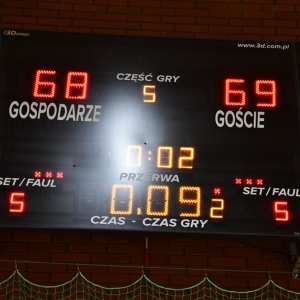 3D www.3d.com.pl
CZĘŚĆ GRY
68 5 69
GOSPODARZE GOŚCIE
0:02
PRZERWA
SET/FAUL SET/FAUL
5 0.09.2 5
CZAS - CZAS GRY